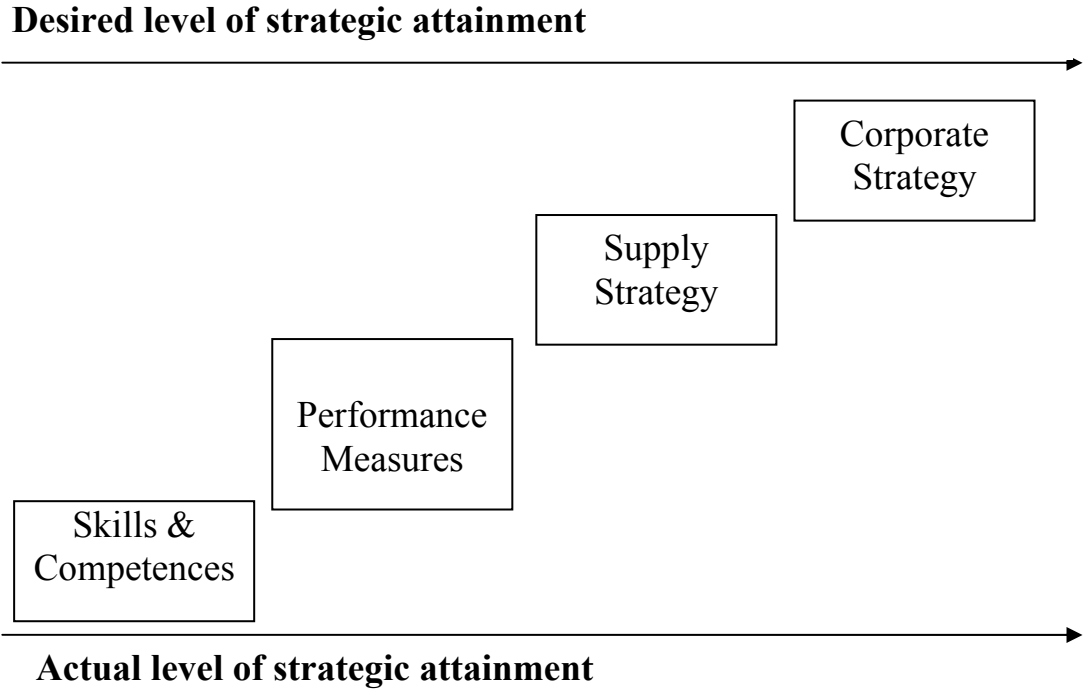 Desired level of strategic attainment
Corporate
Strategy
Supply
Strategy
Performance
Measures
Skills &
Competences
Actual level of strategic attainment